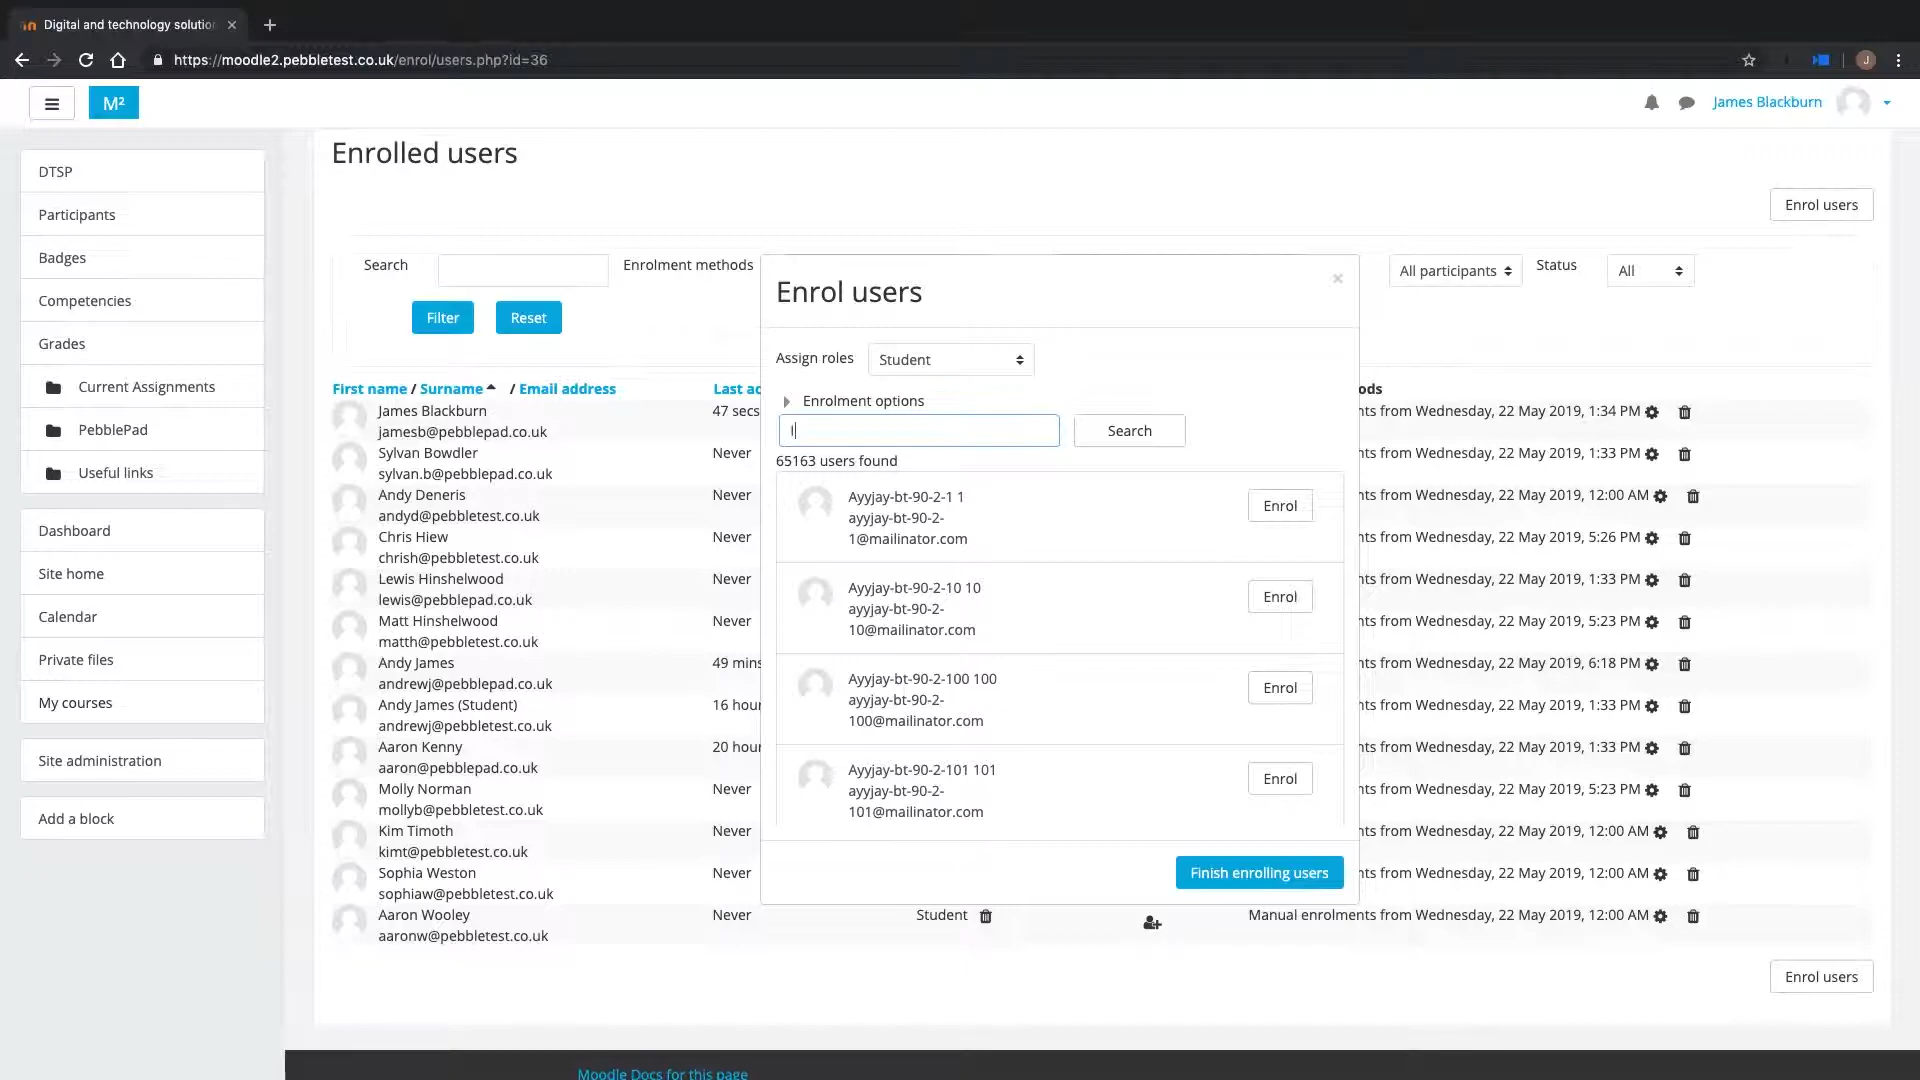 Digital and technology solutio
https://moodle2.pebbletest.co.uk/enrol/users.php?id=36
J
M²
James Blackburn
DTSP
Participants
Badges
Competencies
Grades
Current Assignments
PebblePad
Useful links
Dashboard
Site home
Calendar
Private files
My courses
Site administration
Add a block
Enrolled users
Enrol users
Search
Enrolment methods
All participants
Status
All
Filter
Reset
First name / Surname / Email address
Last ac
ods
James Blackburn
jamesb@pebblepad.co.uk
47 secs
nts from Wednesday, 22 May 2019, 1:34 PM
Sylvan Bowdler
sylvan.b@pebblepad.co.uk
Never
nts from Wednesday, 22 May 2019, 1:33 PM
Andy Deneris
andyd@pebbletest.co.uk
Never
nts from Wednesday, 22 May 2019, 12:00 AM
Chris Hiew
chrish@pebbletest.co.uk
Never
nts from Wednesday, 22 May 2019, 5:26 PM
Lewis Hinshelwood
lewis@pebblepad.co.uk
Never
nts from Wednesday, 22 May 2019, 1:33 PM
Matt Hinshelwood
matth@pebbletest.co.uk
Never
nts from Wednesday, 22 May 2019, 5:23 PM
Andy James
andrewj@pebblepad.co.uk
49 mins
nts from Wednesday, 22 May 2019, 6:18 PM
Andy James (Student)
andrewj@pebbletest.co.uk
16 hour
nts from Wednesday, 22 May 2019, 1:33 PM
Aaron Kenny
aaron@pebblepad.co.uk
20 hour
nts from Wednesday, 22 May 2019, 1:33 PM
Molly Norman
mollyb@pebbletest.co.uk
Never
nts from Wednesday, 22 May 2019, 5:23 PM
Kim Timoth
kimt@pebbletest.co.uk
Never
nts from Wednesday, 22 May 2019, 12:00 AM
Sophia Weston
sophiaw@pebbletest.co.uk
Never
nts from Wednesday, 22 May 2019, 12:00 AM
Aaron Wooley
aaronw@pebbletest.co.uk
Never
Student
Manual enrolments from Wednesday, 22 May 2019, 12:00 AM
Enrol users
Assign roles
Student
Enrolment options
l
Search
65163 users found
Ayyjay-bt-90-2-1 1
ayyjay-bt-90-2-
1@mailinator.com
Enrol
Ayyjay-bt-90-2-10 10
ayyjay-bt-90-2-
10@mailinator.com
Enrol
Ayyjay-bt-90-2-100 100
ayyjay-bt-90-2-
100@mailinator.com
Enrol
Ayyjay-bt-90-2-101 101
ayyjay-bt-90-2-
101@mailinator.com
Enrol
Finish enrolling users
Enrol users
Moodle Docs for this page